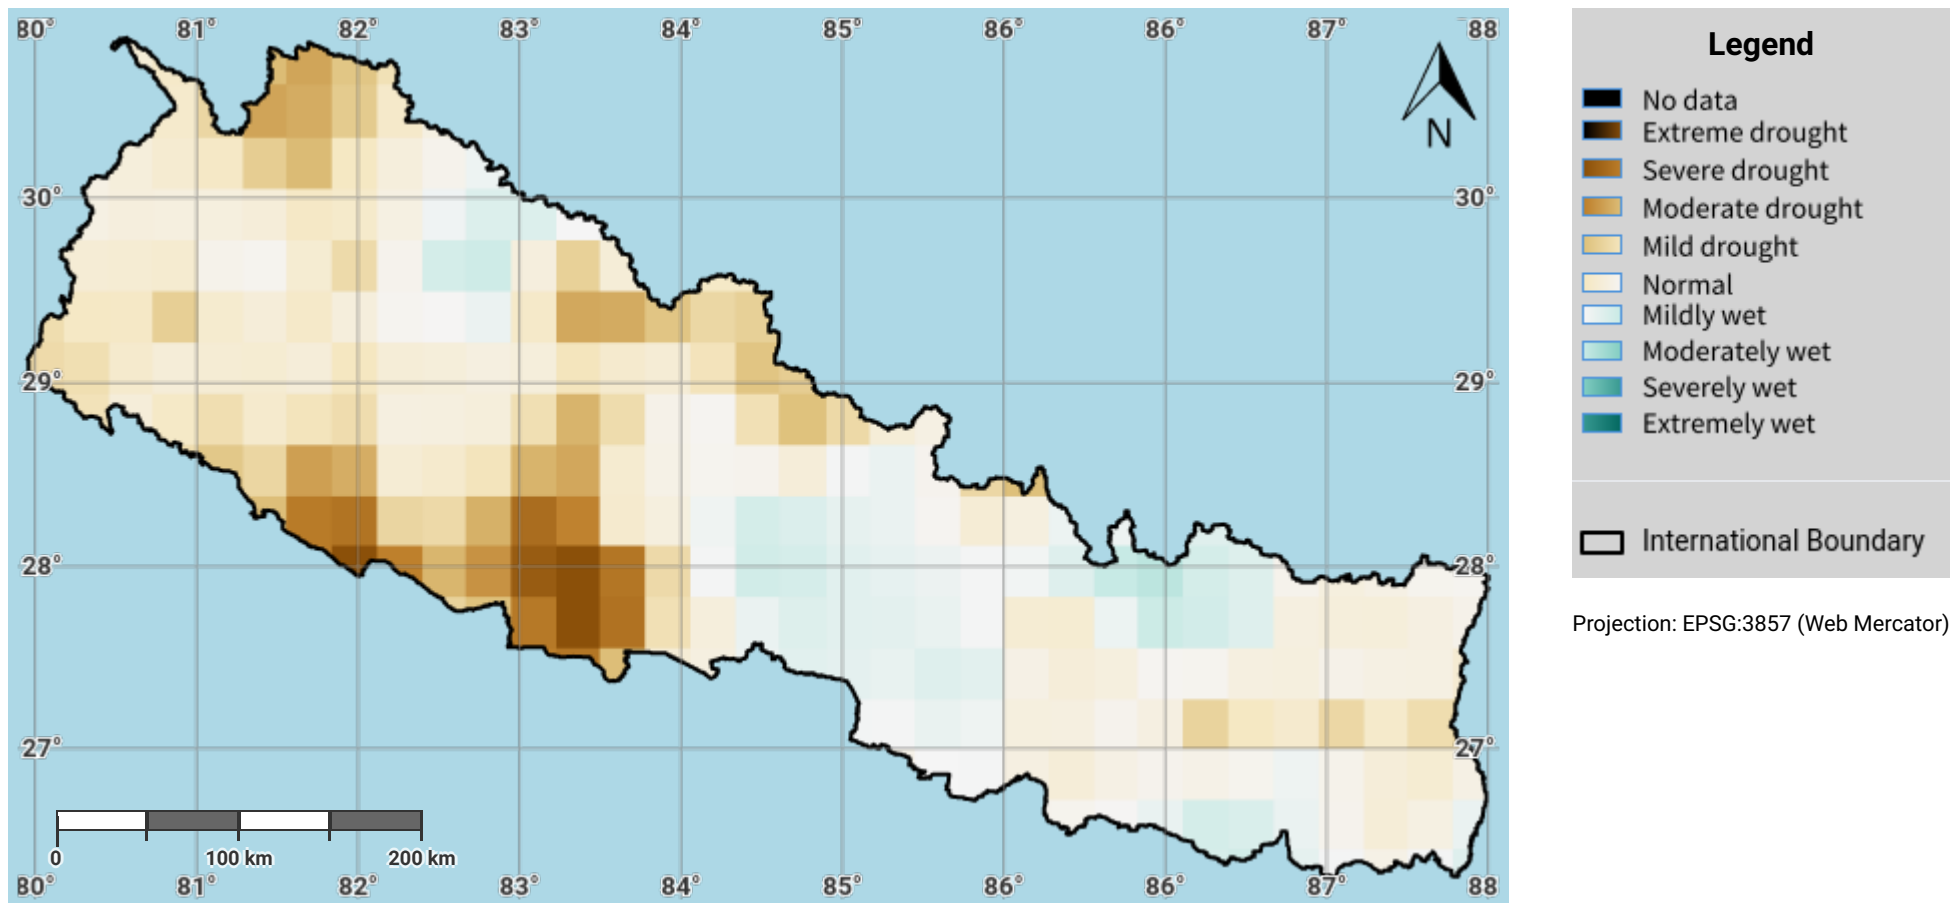 80° 81° 82° 83° 84° 85° 86° 86° 87° 88
N
30° 30°
29° 29°
28° 28°
27° 27°
0 100 km 200 km
80° 81° 82° 83° 84° 85° 86° 86° 87° 88
Legend
No data
Extreme drought
Severe drought
Moderate drought
Mild drought
Normal
Mildly wet
Moderately wet
Severely wet
Extremely wet
International Boundary
Projection: EPSG:3857 (Web Mercator)